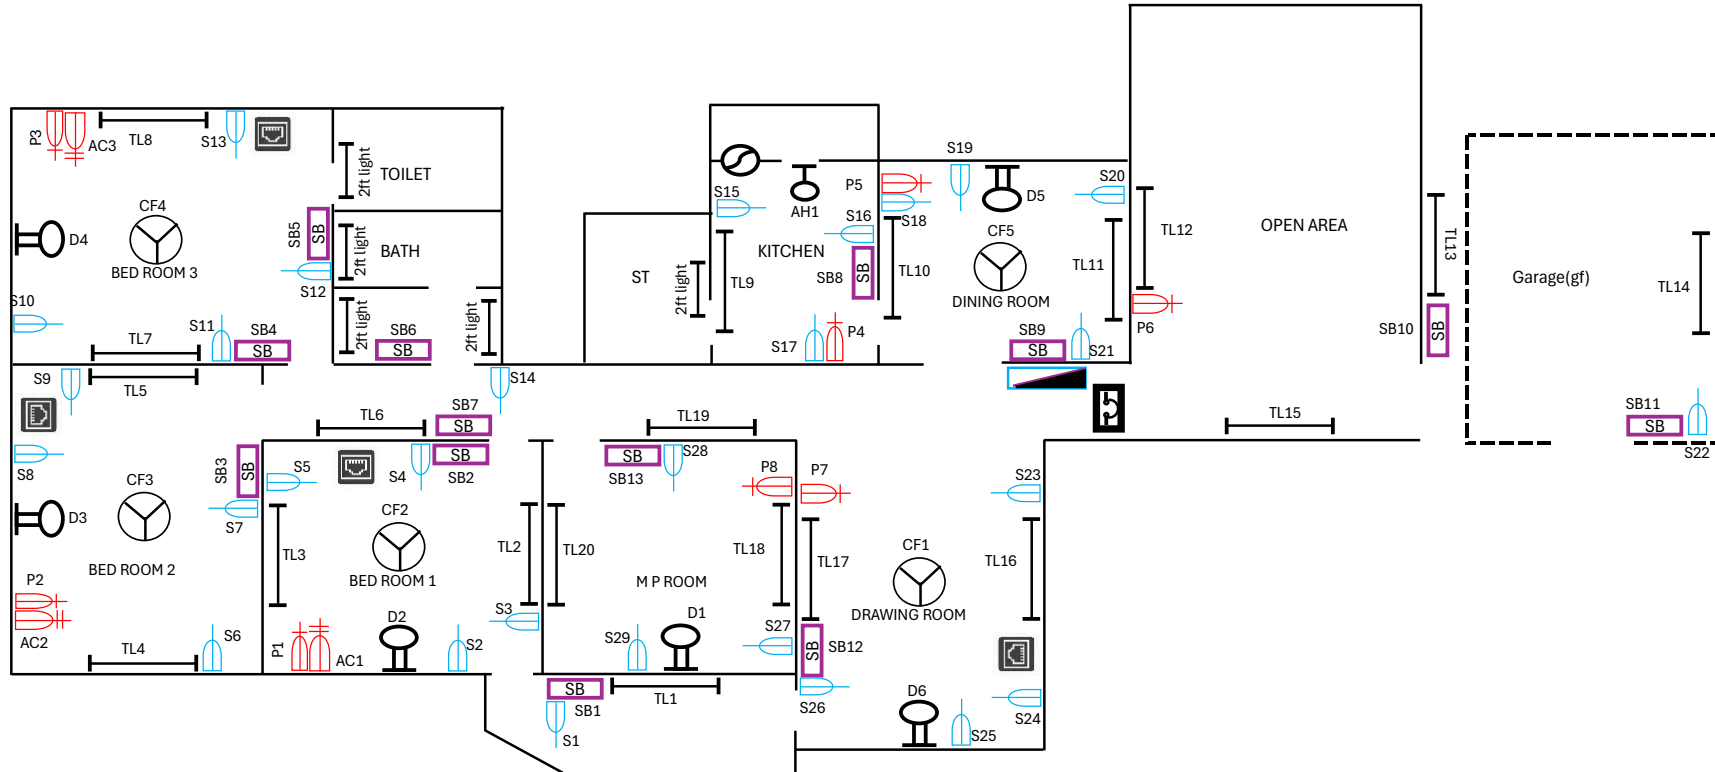 P3
AC3
TL8
S13
2ft light
TOILET
CF4
BED ROOM 3
D4
SB5
SB
2ft light
BATH
S12
S10
S11
SB4
SB
TL7
2ft light
SB6
SB
2ft light
S9
TL5
TL6
SB7
SB
S14
S8
SB3
SB
S5
S4
SB
SB2
CF3
D3
S7
BED ROOM 2
P2
AC2
TL4
S6
TL3
CF2
BED ROOM 1
TL2
P1
AC1
D2
S2
S3
TL20
TL19
SB
SB13
S28
P8
P7
TL18
M P ROOM
S29
D1
S27
SB
SB1
TL1
S1
TL17
CF1
DRAWING ROOM
TL16
SB
SB12
S26
D6
S25
S24
S23
ST
2ft light
TL9
S15
AH1
KITCHEN
P5
S16
S18
SB8
SB
TL10
S17
P4
S19
D5
S20
CF5
DINING ROOM
TL11
SB9
SB
S21
TL12
P6
OPEN AREA
TL13
SB10
SB
TL15
Garage(gf)
TL14
SB11
SB
S22